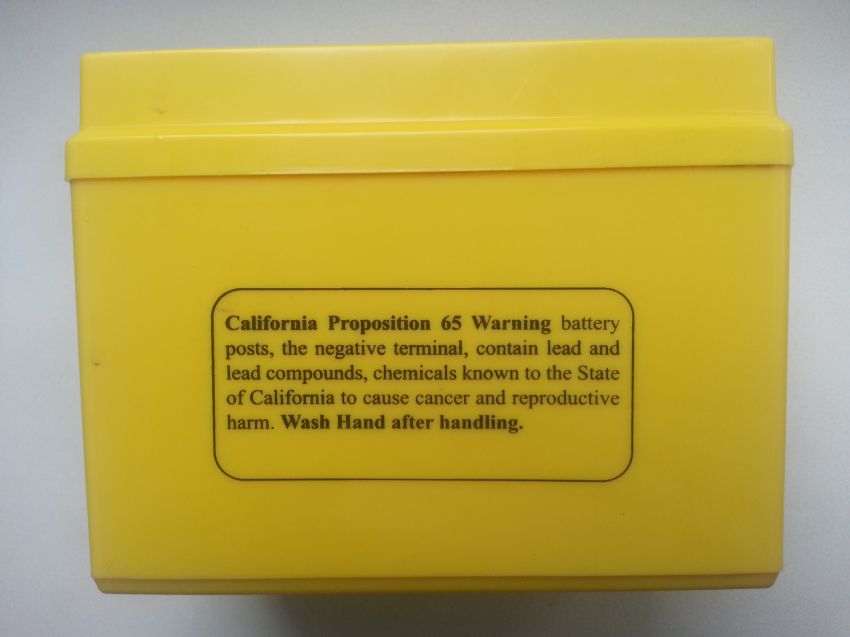 California Proposition 65 Warning battery
posts, the negative terminal, contain lead and
lead compounds, chemicals known to the State
of California to cause cancer and reproductive
harm. Wash Hand after handling.